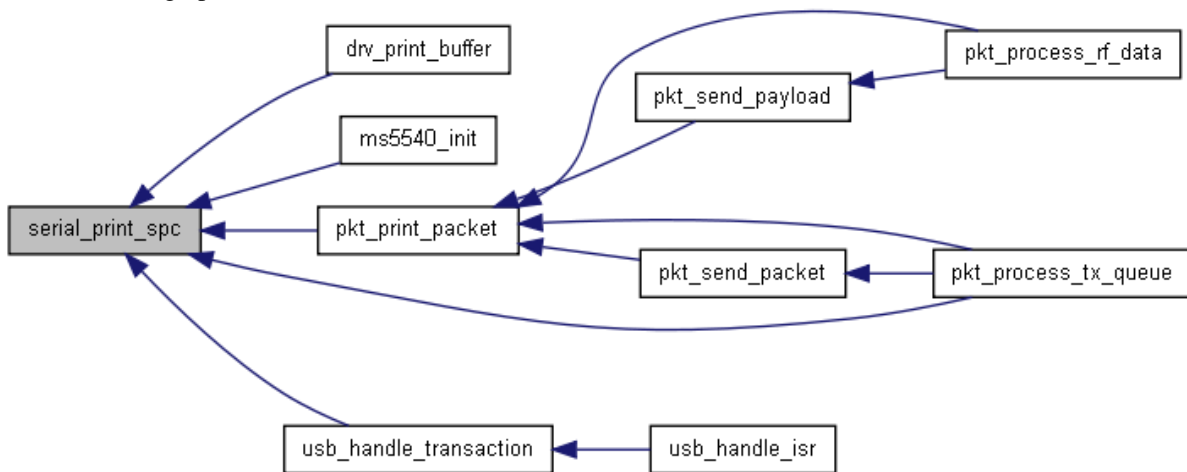 drv_print_buffer
pkt_process_rf_data
pkt_send_payload
ms5540_init
serial_print_spc
pkt_print_packet
pkt_send_packet
pkt_process_tx_queue
usb_handle_transaction
usb_handle_isr